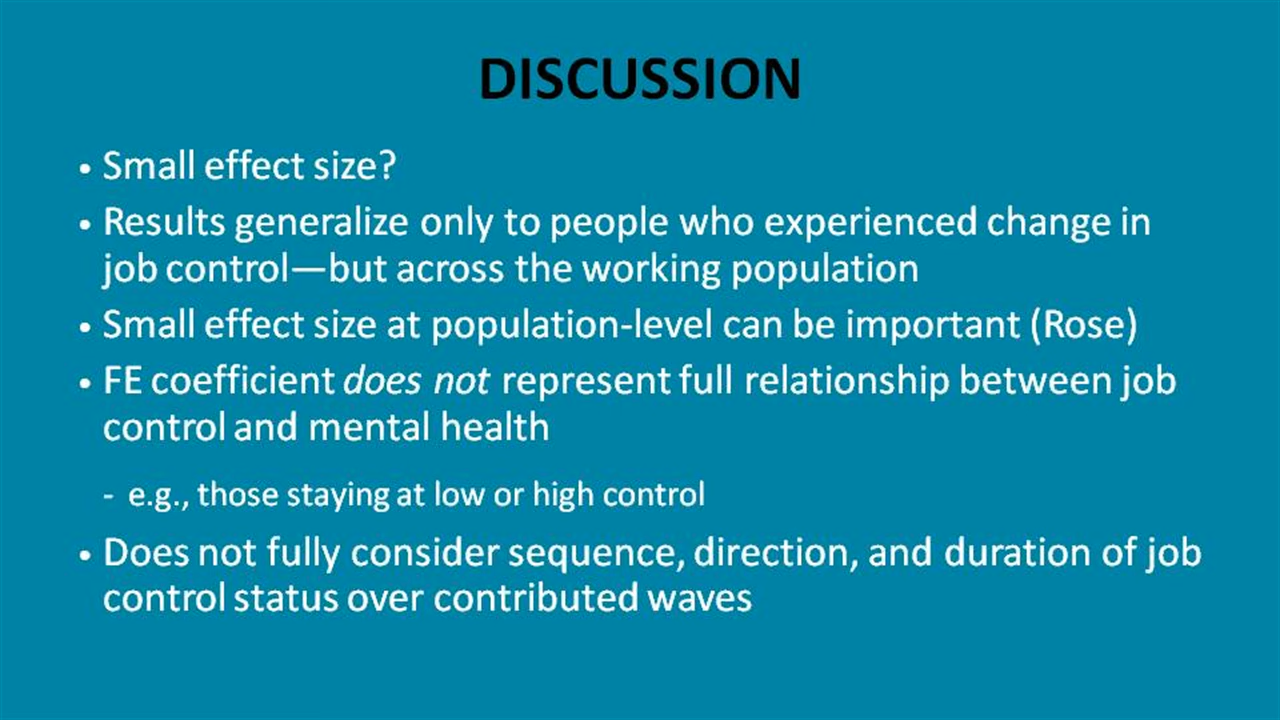 DISCUSSION
• Small effect size?
• Results generalize only to people who experienced change in
job control—but across the working population
• Small effect size at population-level can be important (Rose)
• FE coefficient does not represent full relationship between job
control and mental health
- e.g., those staying at low or high control
• Does not fully consider sequence, direction, and duration of job
control status over contributed waves